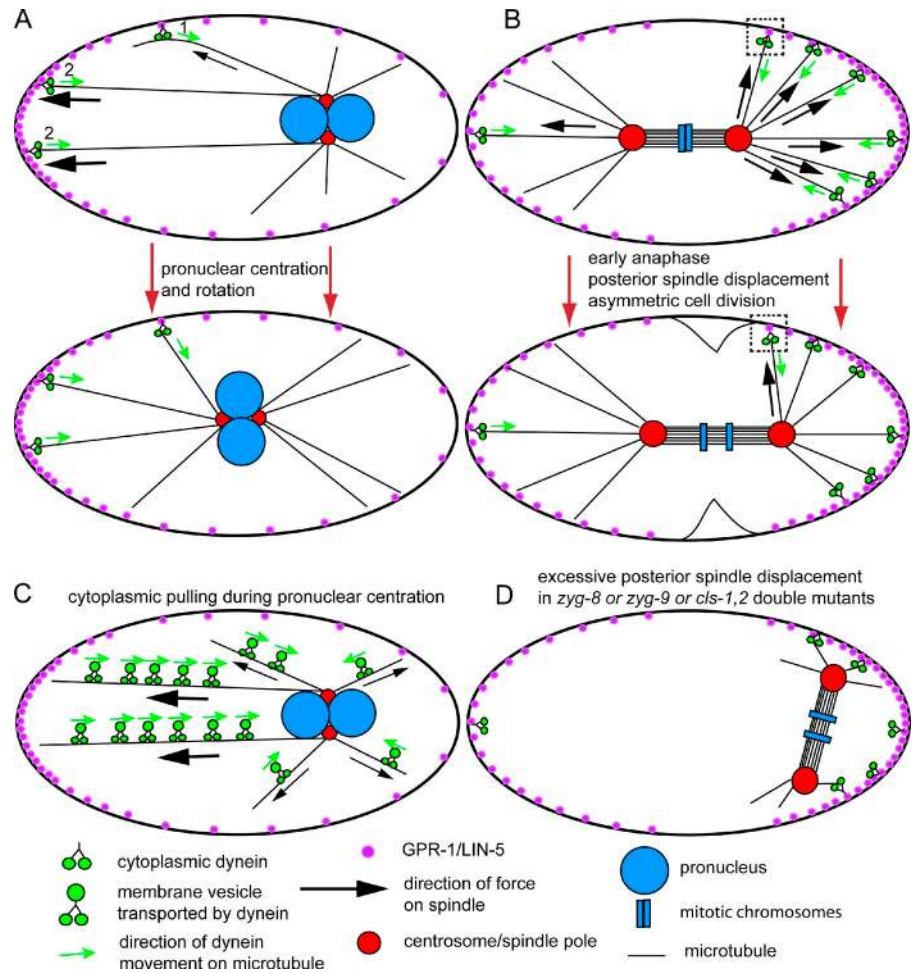 A
1
2
2
pronuclear centration
and rotation
B
early anaphase
posterior spindle displacement
asymmetric cell division
C
cytoplasmic pulling during pronuclear centration
D
excessive posterior spindle displacement
in zyg-8 or zyg-9 or cls-1,2 double mutants
cytoplasmic dynein
membrane vesicle
transported by dynein
direction of dynein
movement on microtubule
GPR-1/LIN-5
direction of force
on spindle
centrosome/spindle pole
pronucleus
mitotic chromosomes
microtubule